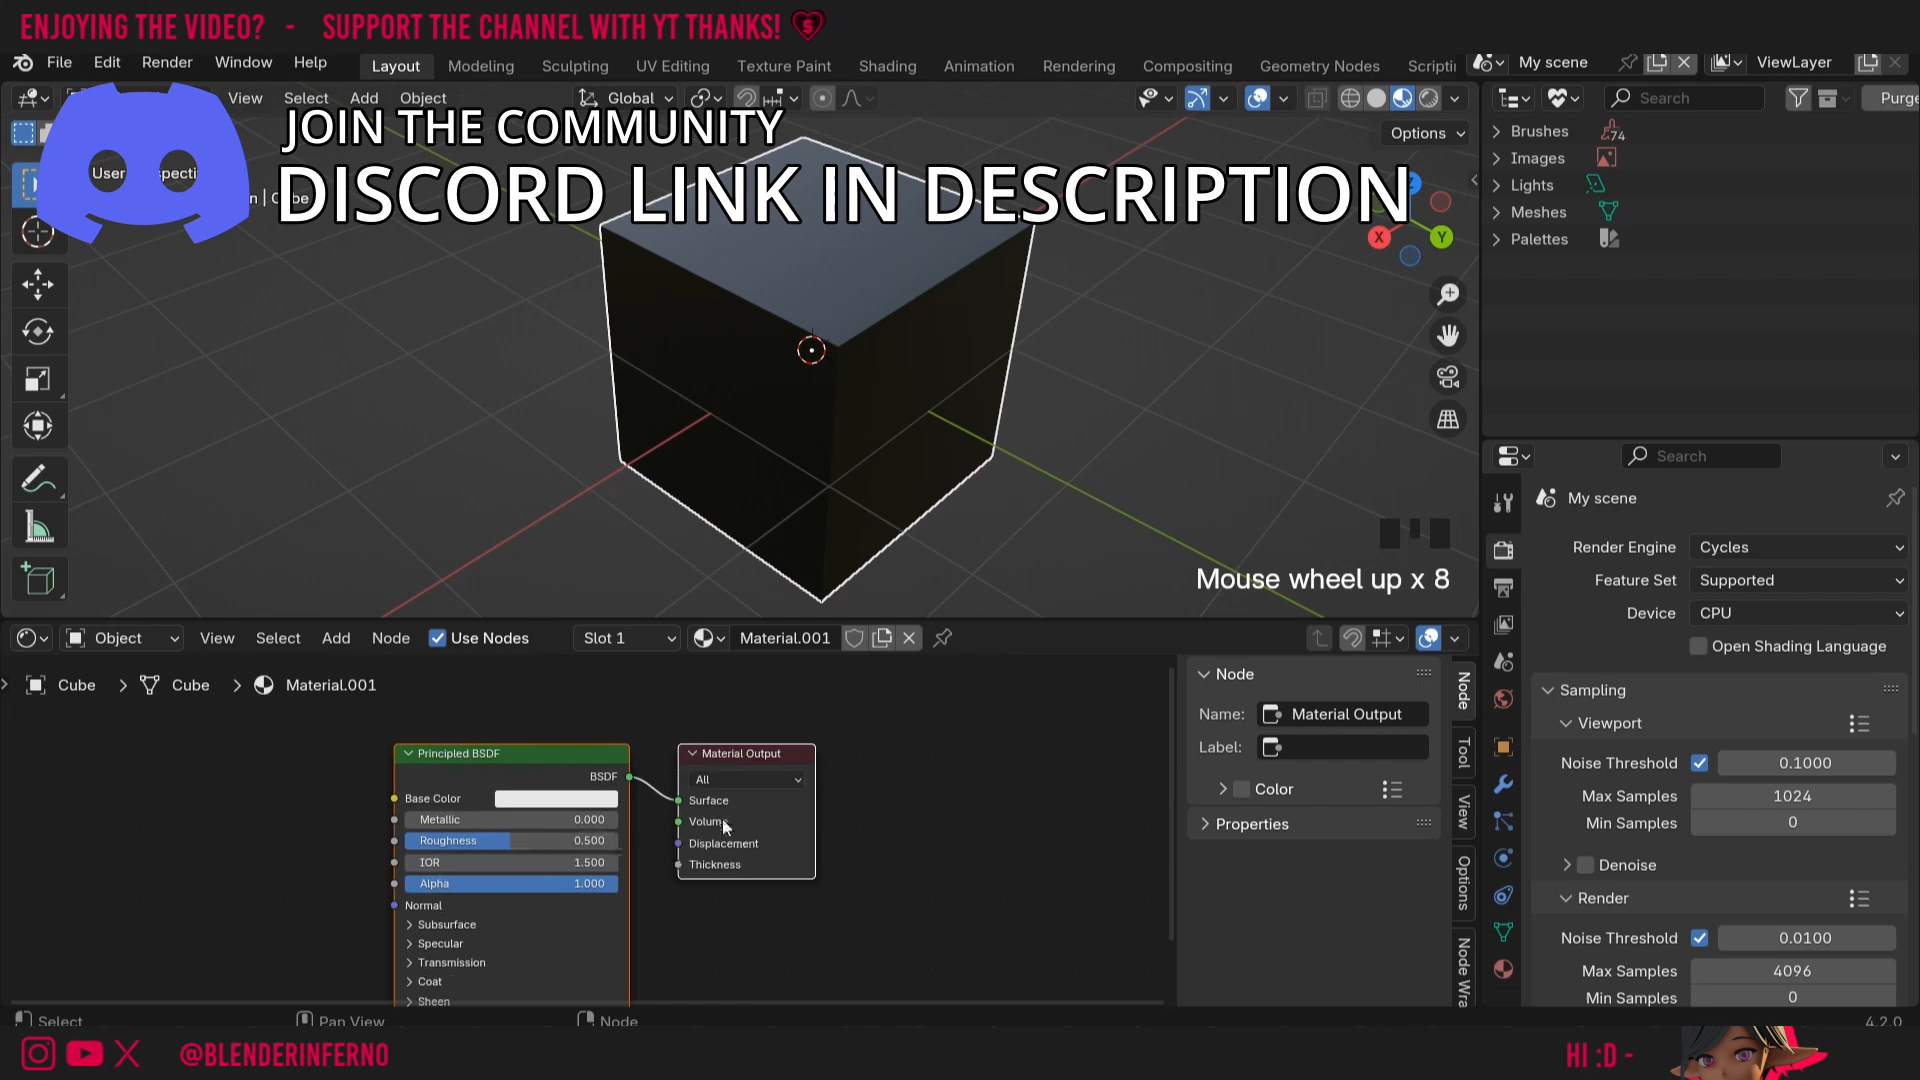 ENJOYING THE VIDEO? - SUPPORT THE CHANNEL WITH YT THANKS!
File Edit Render Window Help Layout Modeling Sculpting UV Editing Texture Paint Shading Animation Rendering Compositing Geometry Nodes Scripti My scene ViewLayer
View Select Add Object Global Search Purge
JOIN THE COMMUNITY
DISCORD LINK IN DESCRIPTION
User specti
n | Cube
Options
Z
X
Y
Brushes 74
Images
Lights
Meshes
Palettes
Mouse wheel up x 8
Search
My scene
Render Engine Cycles
Feature Set Supported
Device CPU
Open Shading Language
Sampling
Viewport
Noise Threshold 0.1000
Max Samples 1024
Min Samples 0
Denoise
Render
Noise Threshold 0.0100
Max Samples 4096
Min Samples 0
Object View Select Add Node Use Nodes Slot 1 Material.001
Cube Cube Material.001
Principled BSDF
BSDF
Base Color
Metallic 0.000
Roughness 0.500
IOR 1.500
Alpha 1.000
Normal
Subsurface
Specular
Transmission
Coat
Sheen
Material Output
All
Surface
Volume
Displacement
Thickness
Node
Name: Material Output
Label:
Color
Properties
Node
Tool
View
Options
Node Wra
Select Pan View Node 4.2.0
@BLENDERINFERNO
HI :D -